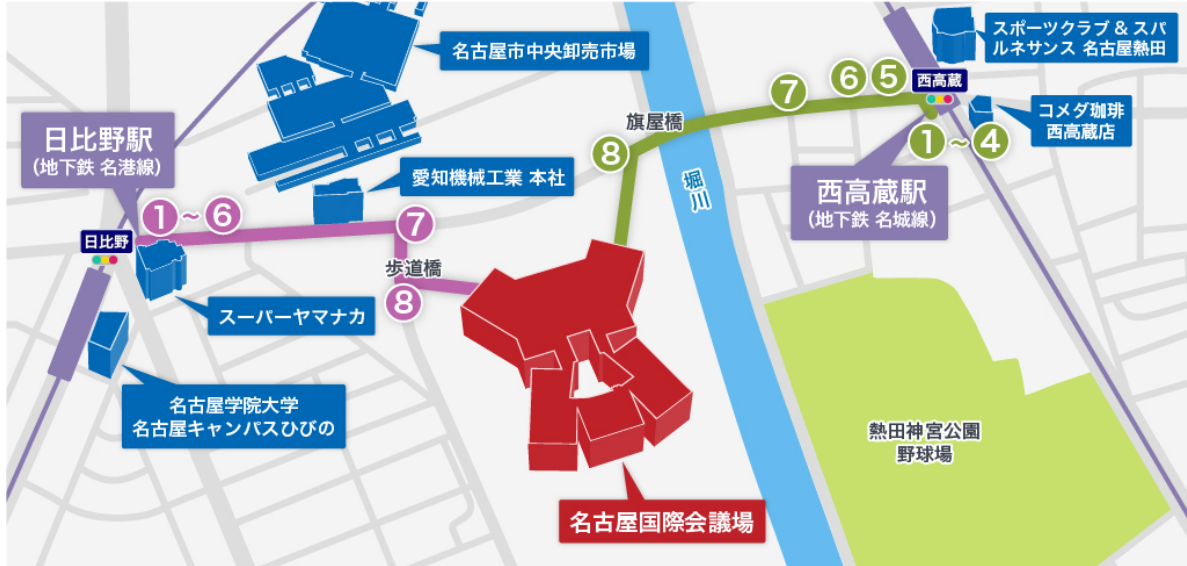 名古屋市中央卸売市場
スポーツクラブ & スパ
ルネサンス 名古屋熱田
⑦
⑥
⑤
西高蔵
コメダ珈琲
西高蔵店
日比野駅
(地下鉄 名港線)
旗屋橋
⑧
①～④
愛知機械工業 本社
堀川
西高蔵駅
(地下鉄 名城線)
①～⑥
⑦
日比野
歩道橋
⑧
スーパーヤマナカ
名古屋学院大学
名古屋キャンパスひびの
熱田神宮公園
野球場
名古屋国際会議場